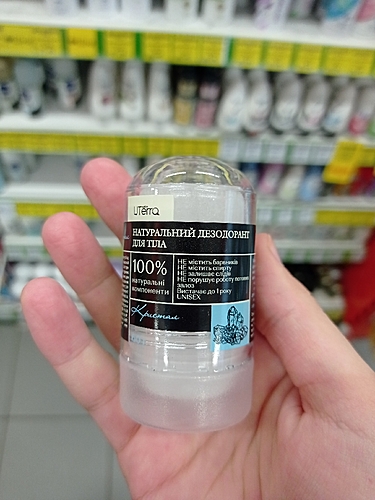 UTerra
НАТУРАЛЬНИЙ ДЕЗОДОРАНТ
ДЛЯ ТІЛА
100%
натуральні
компоненти
НЕ містить барвників
НЕ містить спирту
НЕ залишає слідів
НЕ порушує роботу потових
залоз
Вистачає до 1 року
UNISEX
Кристал